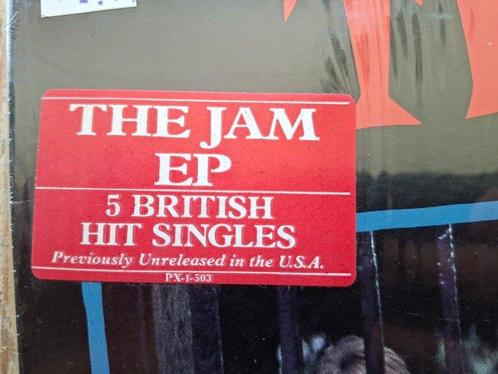 THE JAM
EP
5 BRITISH
HIT SINGLES
Previously Unreleased in the U.S.A.
PX-1-503